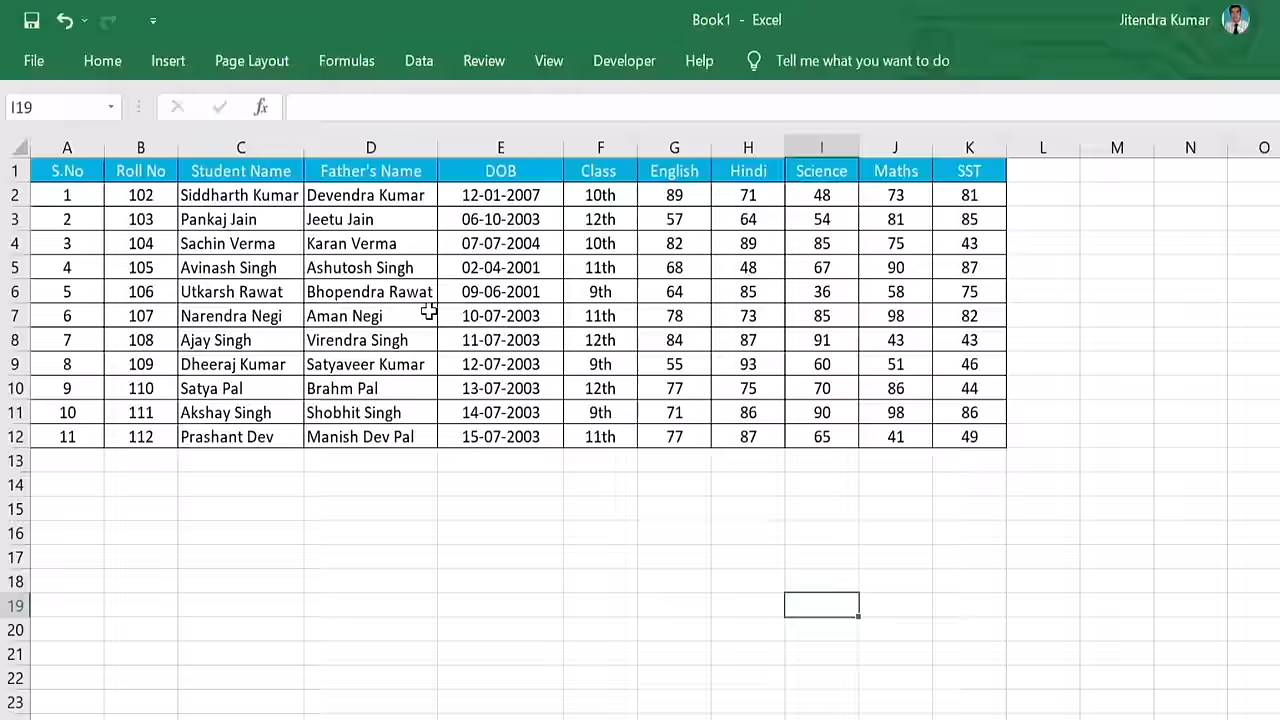 Book1 - Excel
Jitendra Kumar
File Home Insert Page Layout Formulas Data Review View Developer Help Tell me what you want to do
I19 fx
A B C D E F G H I J K L M N O
1 S.No Roll No Student Name Father's Name DOB Class English Hindi Science Maths SST
2 1 102 Siddharth Kumar Devendra Kumar 12-01-2007 10th 89 71 48 73 81
3 2 103 Pankaj Jain Jeetu Jain 06-10-2003 12th 57 64 54 81 85
4 3 104 Sachin Verma Karan Verma 07-07-2004 10th 82 89 85 75 43
5 4 105 Avinash Singh Ashutosh Singh 02-04-2001 11th 68 48 67 90 87
6 5 106 Utkarsh Rawat Bhopendra Rawat 09-06-2001 9th 64 85 36 58 75
7 6 107 Narendra Negi Aman Negi 10-07-2003 11th 78 73 85 98 82
8 7 108 Ajay Singh Virendra Singh 11-07-2003 12th 84 87 91 43 43
9 8 109 Dheeraj Kumar Satyaveer Kumar 12-07-2003 9th 55 93 60 51 46
10 9 110 Satya Pal Brahm Pal 13-07-2003 12th 77 75 70 86 44
11 10 111 Akshay Singh Shobhit Singh 14-07-2003 9th 71 86 90 98 86
12 11 112 Prashant Dev Manish Dev Pal 15-07-2003 11th 77 87 65 41 49
13
14
15
16
17
18
19
20
21
22
23